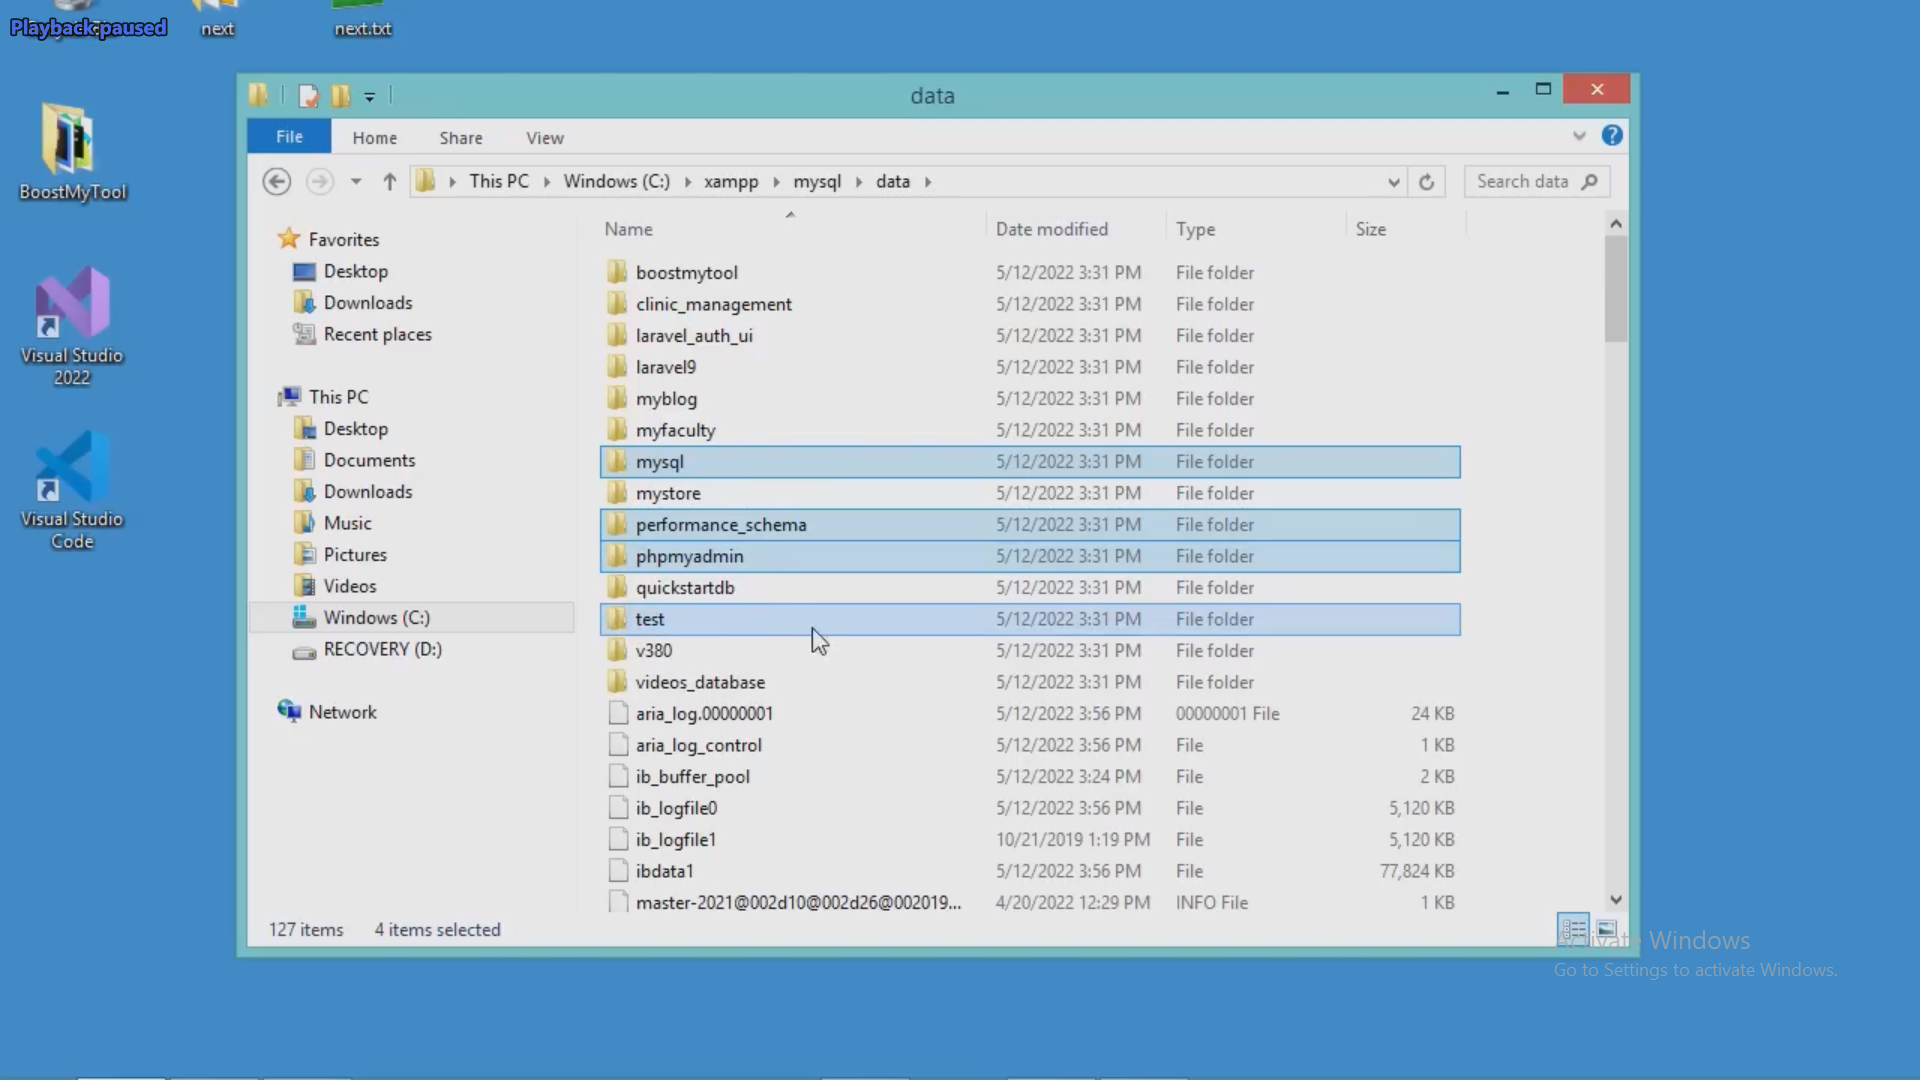 Playback paused
next
next.txt
BoostMyTool
Visual Studio
2022
Visual Studio
Code
data
File
Home
Share
View
?
This PC
Windows (C:)
xampp
mysql
data
Search data
Favorites
Desktop
Downloads
Recent places
This PC
Desktop
Documents
Downloads
Music
Pictures
Videos
Windows (C:)
RECOVERY (D:)
Network
Name Date modified Type Size
boostmytool 5/12/2022 3:31 PM File folder
clinic_management 5/12/2022 3:31 PM File folder
laravel_auth_ui 5/12/2022 3:31 PM File folder
laravel9 5/12/2022 3:31 PM File folder
myblog 5/12/2022 3:31 PM File folder
myfaculty 5/12/2022 3:31 PM File folder
mysql 5/12/2022 3:31 PM File folder
mystore 5/12/2022 3:31 PM File folder
performance_schema 5/12/2022 3:31 PM File folder
phpmyadmin 5/12/2022 3:31 PM File folder
quickstartdb 5/12/2022 3:31 PM File folder
test 5/12/2022 3:31 PM File folder
v380 5/12/2022 3:31 PM File folder
videos_database 5/12/2022 3:31 PM File folder
aria_log.00000001 5/12/2022 3:56 PM 00000001 File 24 KB
aria_log_control 5/12/2022 3:56 PM File 1 KB
ib_buffer_pool 5/12/2022 3:24 PM File 2 KB
ib_logfile0 5/12/2022 3:56 PM File 5,120 KB
ib_logfile1 10/21/2019 1:19 PM File 5,120 KB
ibdata1 5/12/2022 3:56 PM File 77,824 KB
master-2021@002d10@002d26@002019... 4/20/2022 12:29 PM INFO File 1 KB
127 items 4 items selected
Activate Windows
Go to Settings to activate Windows.